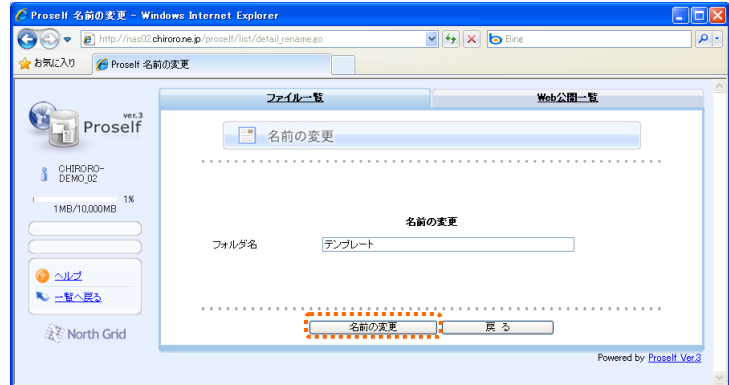 Proself 名前の変更 - Windows Internet Explorer
http://nas02.chiroro.ne.jp/proself/list/detail_rename.go
Bing
お気に入り
Proself 名前の変更
ファイル一覧
Web公開一覧
ver.3
Proself
名前の変更
CHIRORO-
DEMO_02
1%
1MB/10,000MB
名前の変更
フォルダ名
テンプレート
ヘルプ
一覧へ戻る
名前の変更
戻 る
North Grid
Powered by Proself Ver.3